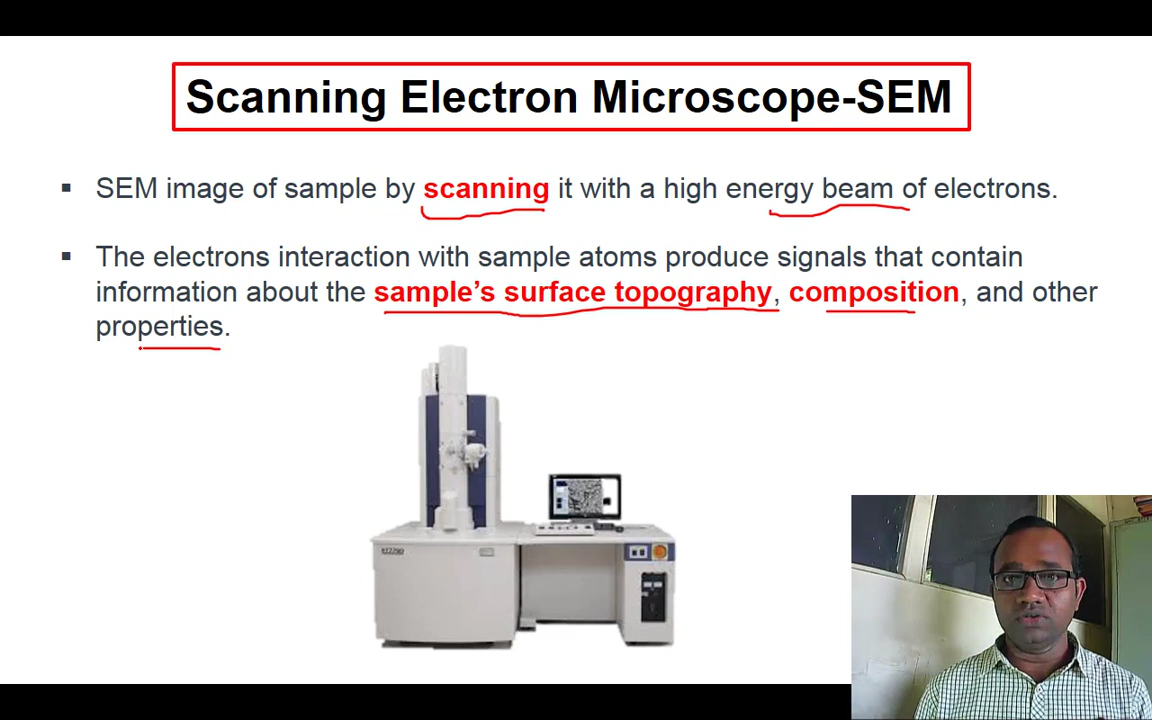 Scanning Electron Microscope-SEM
▪ SEM image of sample by scanning it with a high energy beam of electrons.
▪ The electrons interaction with sample atoms produce signals that contain
information about the sample’s surface topography, composition, and other
properties.